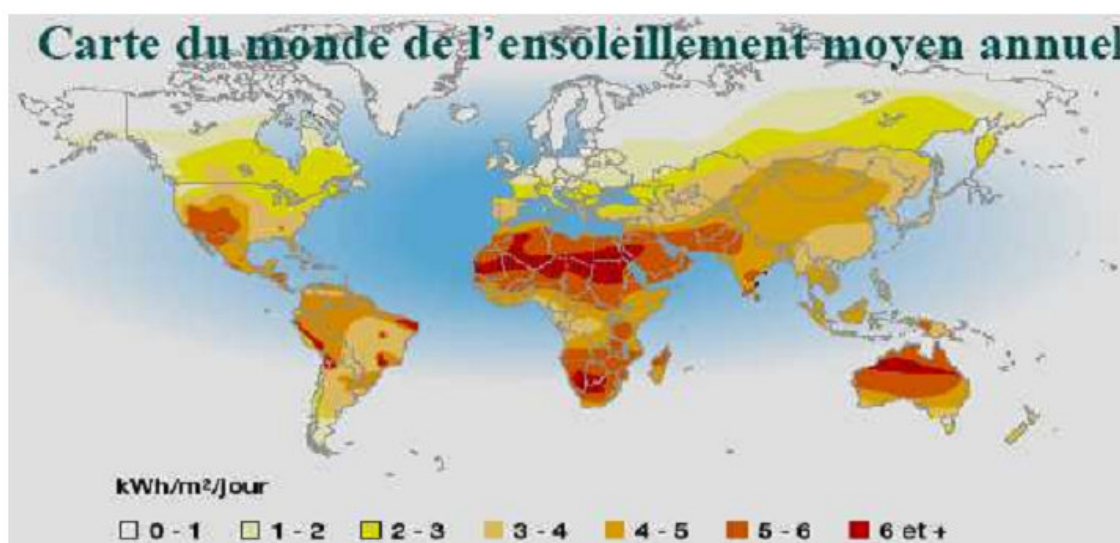 Carte du monde de l’ensoleillement moyen annuel
kWh/m²/jour
0 - 1 1 - 2 2 - 3 3 - 4 4 - 5 5 - 6 6 et +